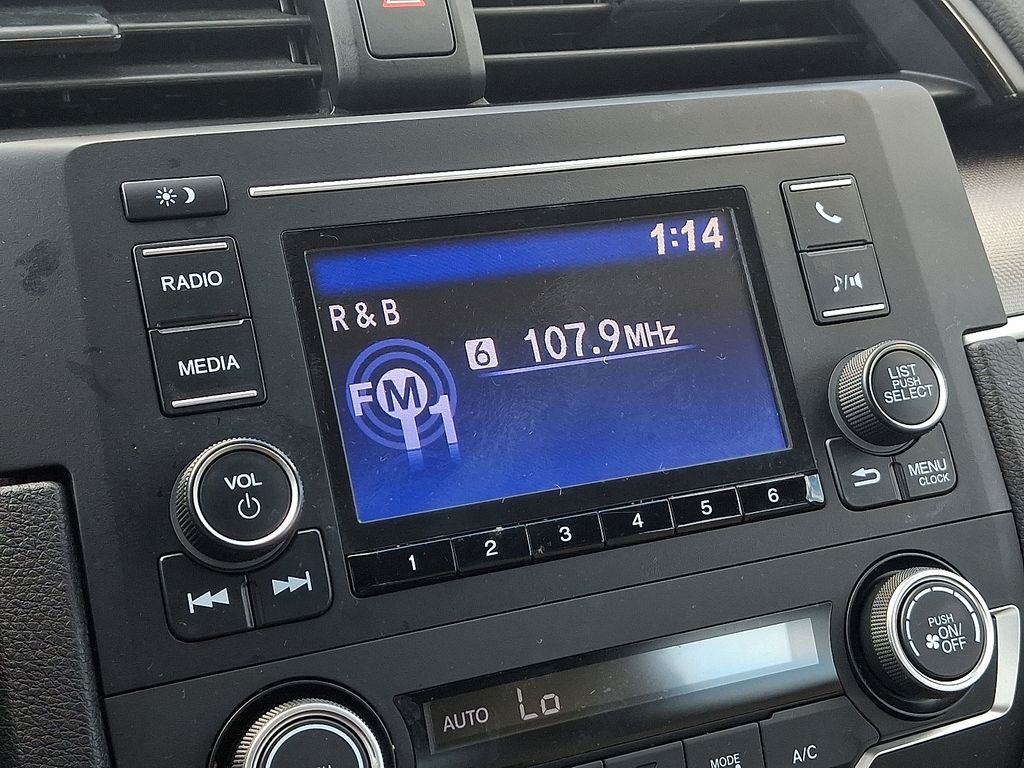 1:14
RADIO
R & B
6 107.9 MHz
MEDIA
FM
1
LIST
PUSH
SELECT
VOL
MENU
CLOCK
1 2 3 4 5 6
PUSH
ON/
OFF
AUTO Lo
MODE
A/C